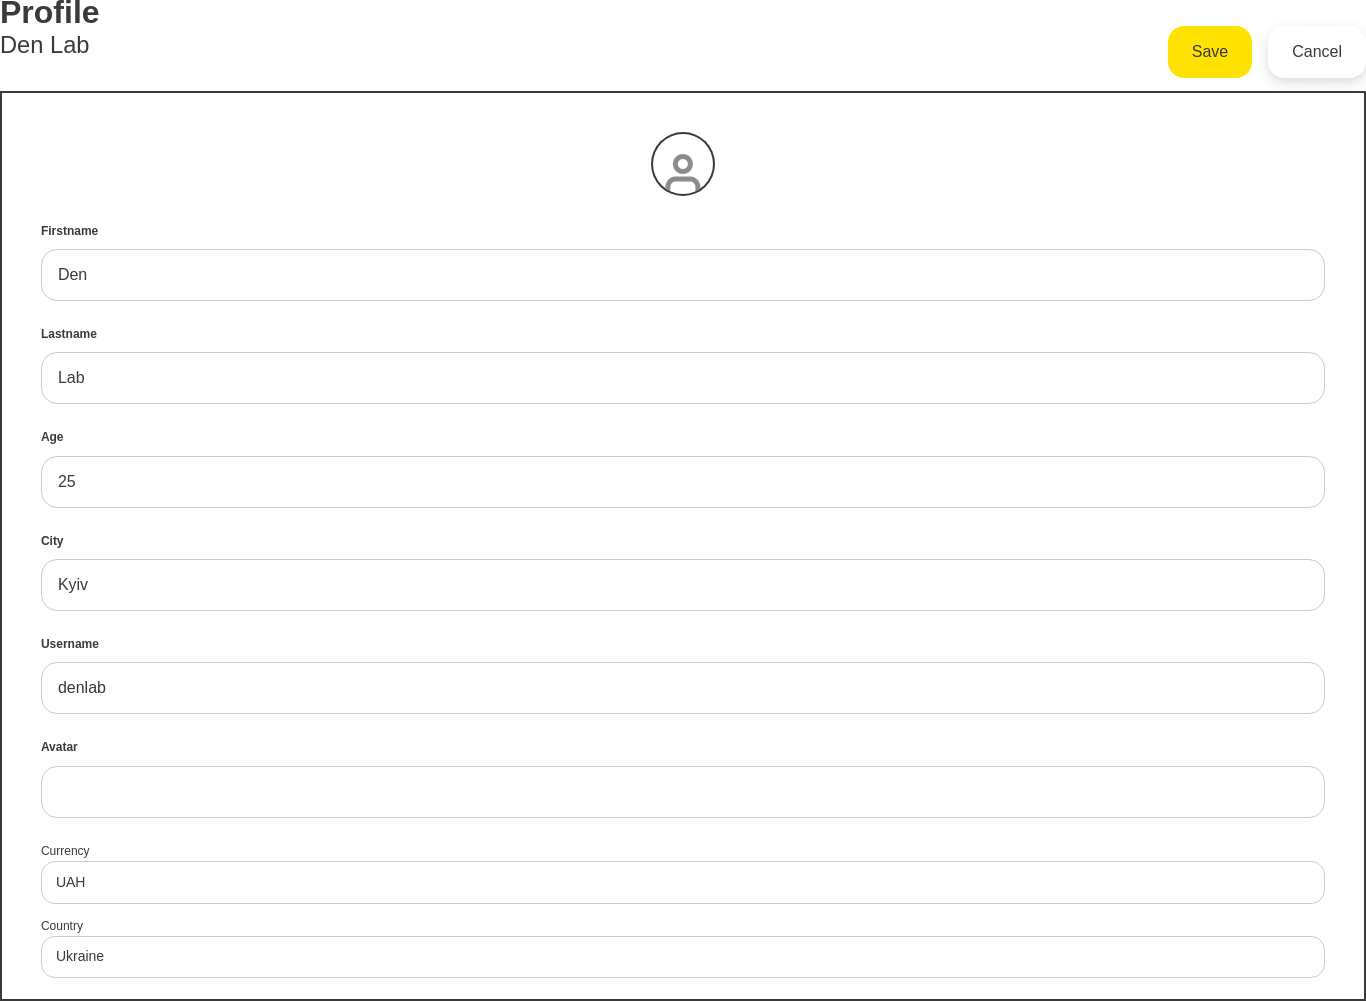 Profile
Den Lab
Save
Cancel
Firstname
Den
Lastname
Lab
Age
25
City
Kyiv
Username
denlab
Avatar
Currency
UAH
Country
Ukraine